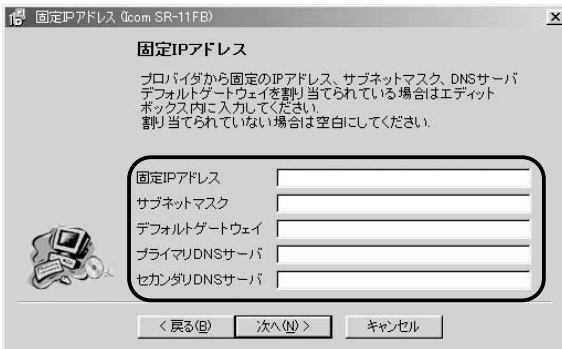 固定IPアドレス (Icom SR-11FB)
固定IPアドレス
プロバイダから固定のIPアドレス、サブネットマスク、DNSサーバ
デフォルトゲートウェイを割り当てられている場合はエディット
ボックス内に入力してください.
割り当てられていない場合は空白にしてください.
固定IPアドレス
サブネットマスク
デフォルトゲートウェイ
プライマリDNSサーバ
セカンダリDNSサーバ
< 戻る(B) 次へ(N) > キャンセル